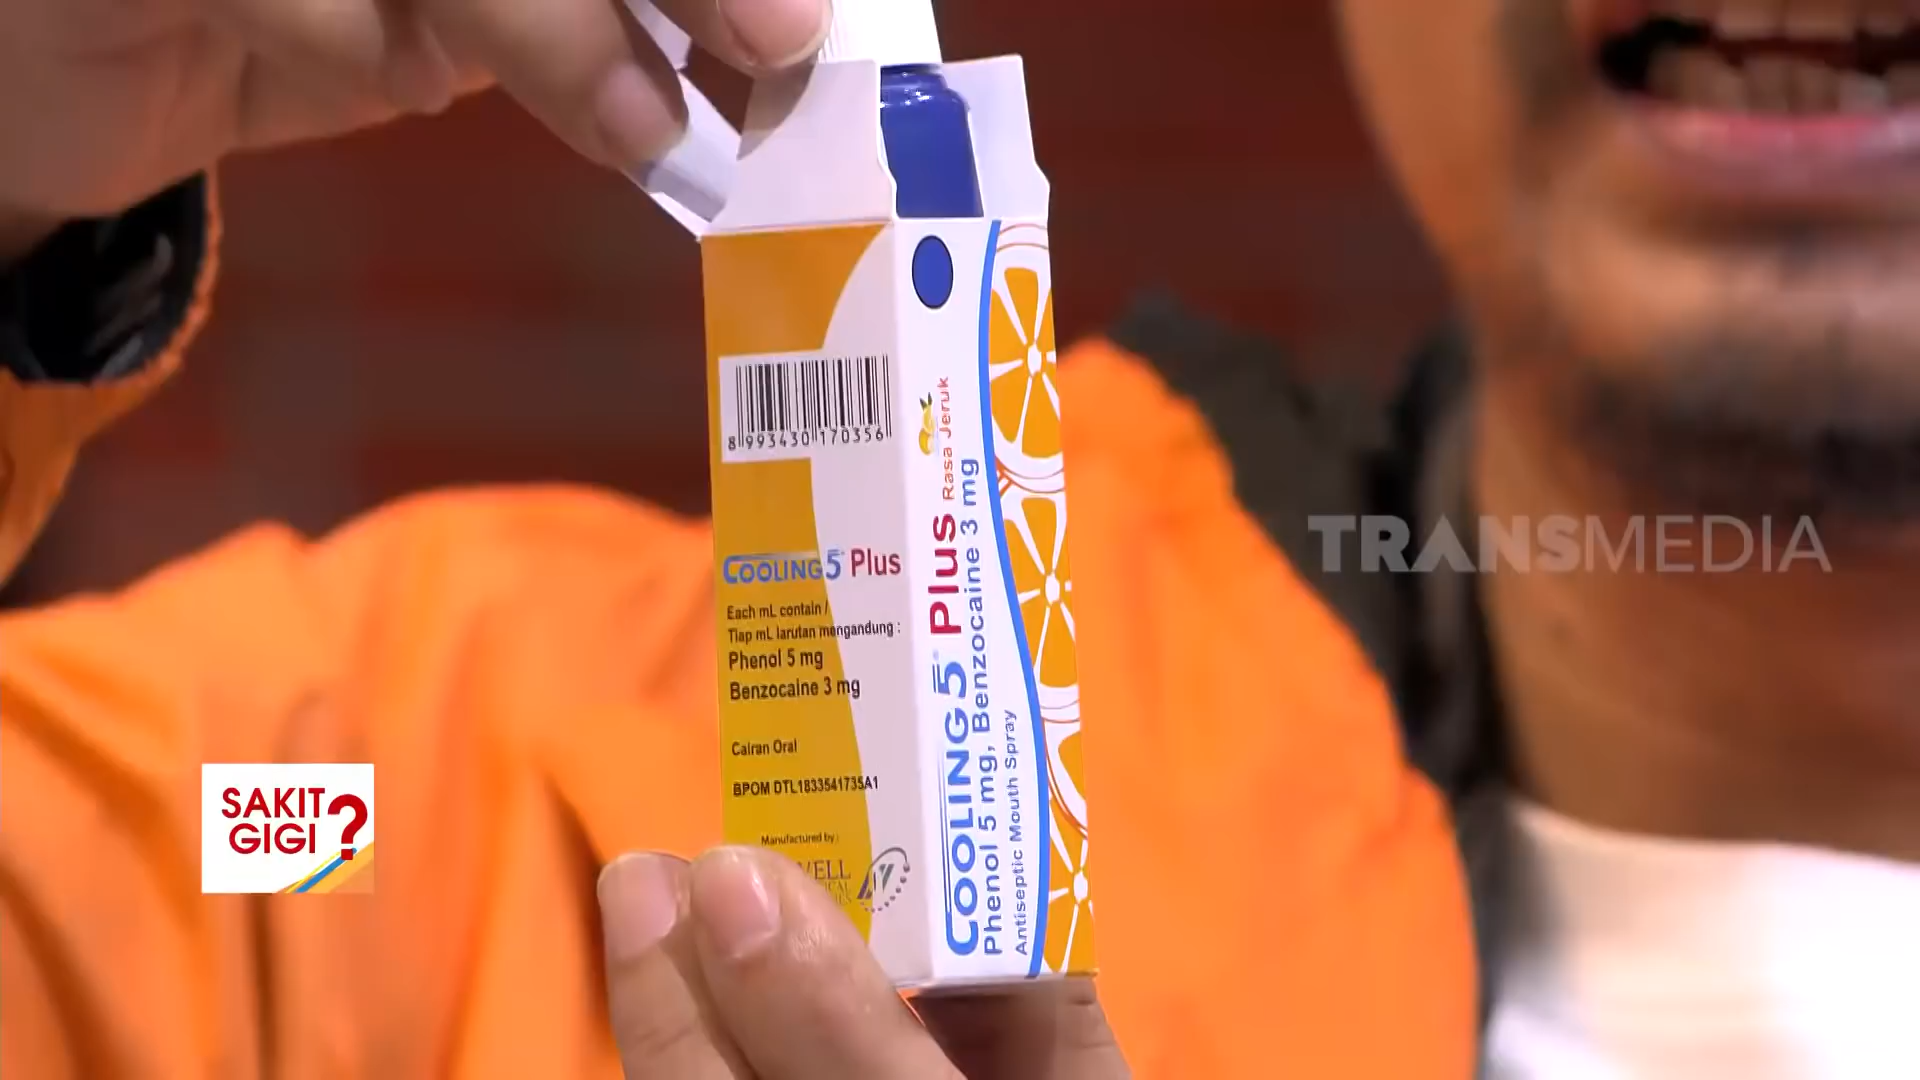 8 993430 170356
COOLING5 Plus
Each mL contain /
Tiap mL larutan mengandung :
Phenol 5 mg
Benzocaine 3 mg
Cairan Oral
BPOM DTL1833541735A1
Manufactured by :
COOLING5 Plus Rasa Jeruk
Phenol 5 mg, Benzocaine 3 mg
Antiseptic Mouth Spray
TRANSMEDIA
SAKIT
GIGI ?